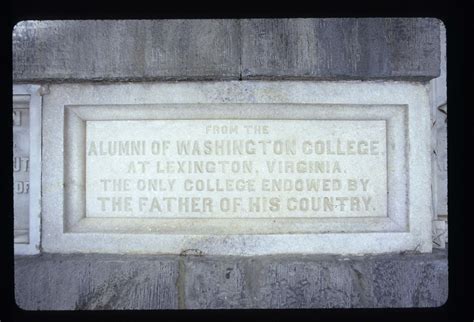 FROM THE
ALUMNI OF WASHINGTON COLLEGE
AT LEXINGTON, VIRGINIA.
THE ONLY COLLEGE ENDOWED BY
THE FATHER OF HIS COUNTRY.